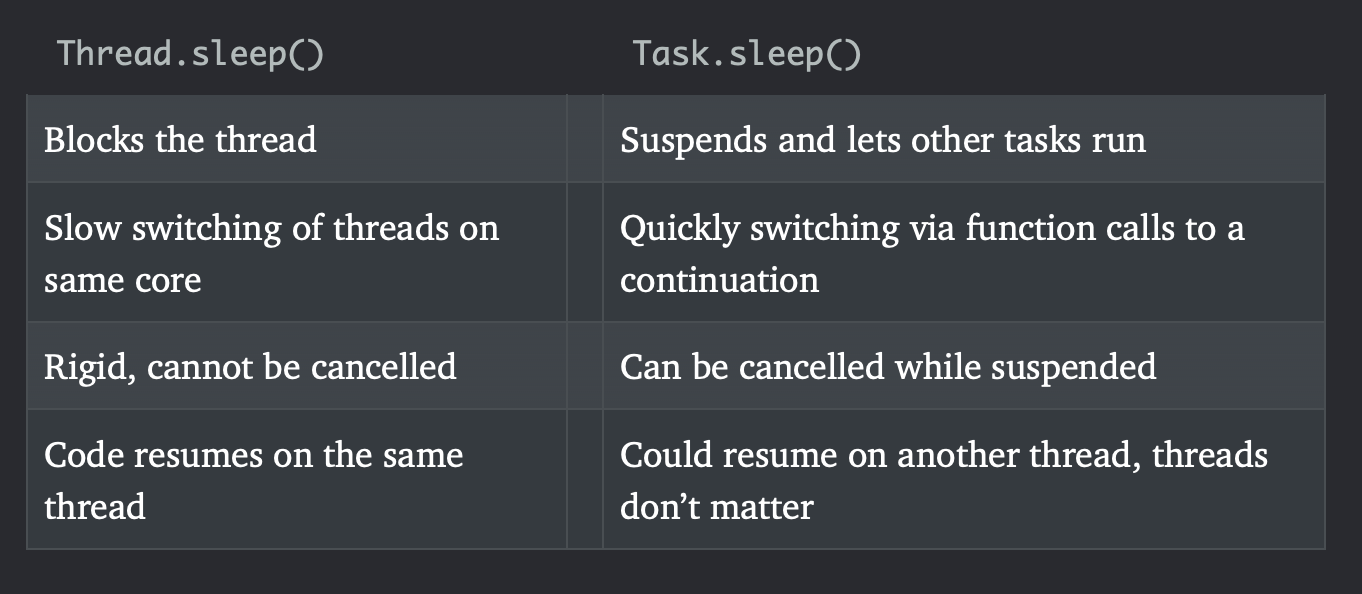 Thread.sleep() Task.sleep()
Blocks the thread
Suspends and lets other tasks run
Slow switching of threads on
same core
Quickly switching via function calls to a
continuation
Rigid, cannot be cancelled
Can be cancelled while suspended
Code resumes on the same
thread
Could resume on another thread, threads
don’t matter